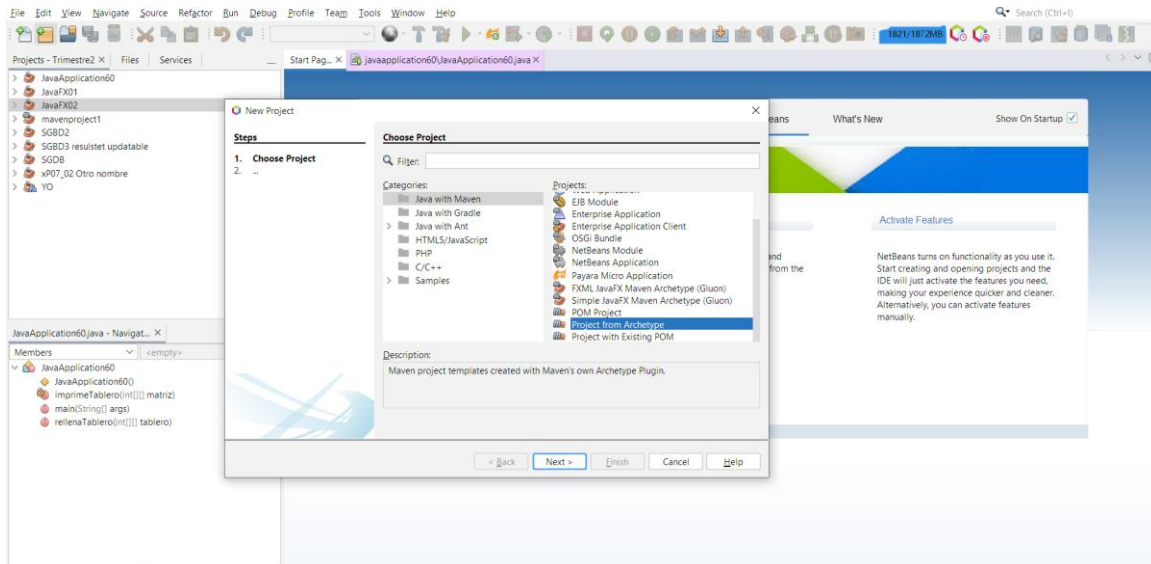 File Edit View Navigate Source Refactor Run Debug Profile Team Tools Window Help
Search (Ctrl+I)
1821/1872MB
Projects - Trimestre2 × Files Services
Start Pag... × javaapplication60\JavaApplication60.java ×
JavaApplication60
JavaFX01
JavaFX02
mavenproject1
SGBD2
SGBD3 resulstet updatable
SGDB
xP07_02 Otro nombre
YO
eans What's New Show On Startup
Activate Features
and
from the
NetBeans turns on functionality as you use it.
Start creating and opening projects and the
IDE will just activate the features you need,
making your experience quicker and cleaner.
Alternatively, you can activate features
manually.
New Project
Steps
1. Choose Project
2. ...
Choose Project
Filter:
Categories:
Java with Maven
Java with Gradle
Java with Ant
HTML5/JavaScript
PHP
C/C++
Samples
Projects:
Web Application
EJB Module
Enterprise Application
Enterprise Application Client
OSGi Bundle
NetBeans Module
NetBeans Application
Payara Micro Application
FXML JavaFX Maven Archetype (Gluon)
Simple JavaFX Maven Archetype (Gluon)
POM Project
Project from Archetype
Project with Existing POM
Description:
Maven project templates created with Maven's own Archetype Plugin.
< Back Next > Finish Cancel Help
JavaApplication60.java - Navigat... ×
Members <empty>
JavaApplication60
JavaApplication60()
imprimeTablero(int[][] matriz)
main(String[] args)
rellenaTablero(int[][] tablero)